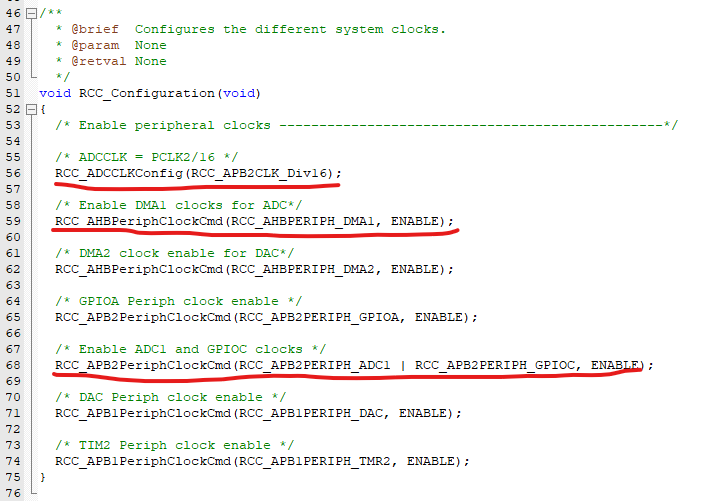 46 /**
47 * @brief Configures the different system clocks.
48 * @param None
49 * @retval None
50 */
51 void RCC_Configuration(void)
52 {
53 /* Enable peripheral clocks ------------------------------------------------*/
54
55 /* ADCCLK = PCLK2/16 */
56 RCC_ADCCLKConfig(RCC_APB2CLK_Div16);
57
58 /* Enable DMA1 clocks for ADC*/
59 RCC_AHBPeriphClockCmd(RCC_AHBPERIPH_DMA1, ENABLE);
60
61 /* DMA2 clock enable for DAC*/
62 RCC_AHBPeriphClockCmd(RCC_AHBPERIPH_DMA2, ENABLE);
63
64 /* GPIOA Periph clock enable */
65 RCC_APB2PeriphClockCmd(RCC_APB2PERIPH_GPIOA, ENABLE);
66
67 /* Enable ADC1 and GPIOC clocks */
68 RCC_APB2PeriphClockCmd(RCC_APB2PERIPH_ADC1 | RCC_APB2PERIPH_GPIOC, ENABLE);
69
70 /* DAC Periph clock enable */
71 RCC_APB1PeriphClockCmd(RCC_APB1PERIPH_DAC, ENABLE);
72
73 /* TIM2 Periph clock enable */
74 RCC_APB1PeriphClockCmd(RCC_APB1PERIPH_TMR2, ENABLE);
75 }
76